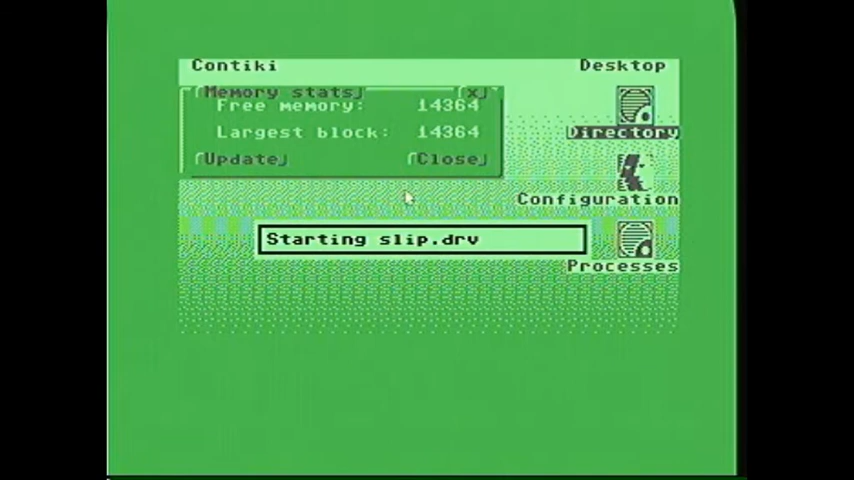 Contiki Desktop
Memory stats x
Free memory: 14364
Largest block: 14364
Update Close
Directory
Configuration
Starting slip.drv
Processes